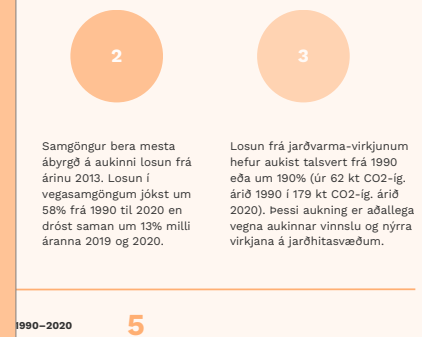 2
3
Samgöngur bera mesta
ábyrgð á aukinni losun frá
árinu 2013. Losun í
vegasamgöngum jókst um
58% frá 1990 til 2020 en
dróst saman um 13% milli
áranna 2019 og 2020.
Losun frá jarðvarma-virkjunum
hefur aukist talsvert frá 1990
eða um 190% (úr 62 kt CO2-íg.
árið 1990 í 179 kt CO2-íg. árið
2020). Þessi aukning er aðallega
vegna aukinnar vinnslu og nýrra
virkjana á jarðhitasvæðum.
1990–2020
5